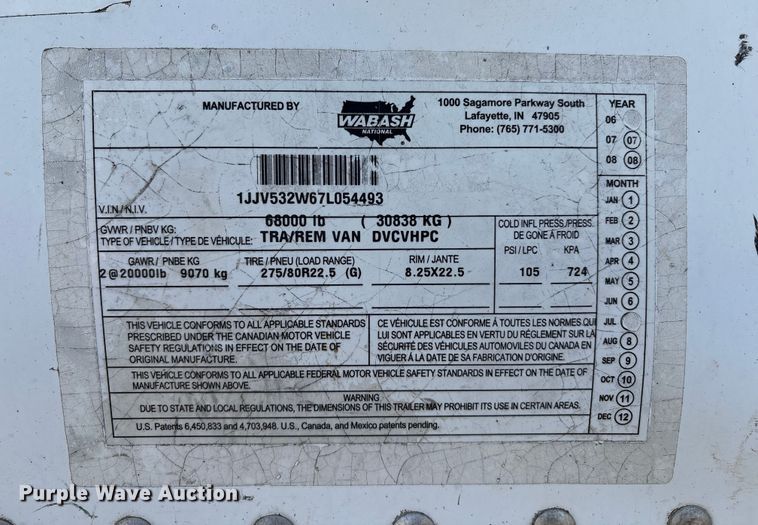 MANUFACTURED BY
WABASH
NATIONAL
1000 Sagamore Parkway South
Lafayette, IN 47905
Phone: (765) 771-5300
YEAR
06
07 07
08 08
1JJV532W67L054493
V.I.N./N.I.V.
GVWR / PNBV KG: 68000 lb ( 30838 KG )
TYPE OF VEHICLE / TYPE DE VÉHICULE: TRA/REM VAN DVCVHPC
COLD INFL PRESS./PRESS.
DE GONE À FROID
PSI / LPC KPA
105 724
GAWR / PNBE KG TIRE / PNEU (LOAD RANGE) RIM / JANTE
2@20000lb 9070 kg 275/80R22.5 (G) 8.25X22.5
MONTH
JAN 1
FEB 2
MAR 3
APR 4
MAY 5
JUN 6
JUL
AUG 8
SEP 9
OCT 10
NOV 11
DEC 12
THIS VEHICLE CONFORMS TO ALL APPLICABLE STANDARDS
PRESCRIBED UNDER THE CANADIAN MOTOR VEHICLE
SAFETY REGULATIONS IN EFFECT ON THE DATE OF
ORIGINAL MANUFACTURE.
CE VÉHICULE EST CONFORME À TOUTES LES NORMES QUI
LUI SONT APPLICABLES EN VERTU DU RÉGLEMENT SUR LA
SÉCURITÉ DES VÉHICULES AUTOMOBILES DU CANADA EN
VIGUER À LA DATE DE SA FABRICATION D'ORIGINE.
THIS VEHICLE CONFORMS TO ALL APPLICABLE FEDERAL MOTOR VEHICLE SAFETY STANDARDS IN EFFECT ON THE DATE OF
MANUFACTURE SHOWN ABOVE.
WARNING
DUE TO STATE AND LOCAL REGULATIONS, THE DIMENSIONS OF THIS TRAILER MAY PROHIBIT ITS USE IN CERTAIN AREAS.
U.S. Patents 6,450,833 and 4,703,948. U.S., Canada, and Mexico patents pending.
Purple Wave Auction